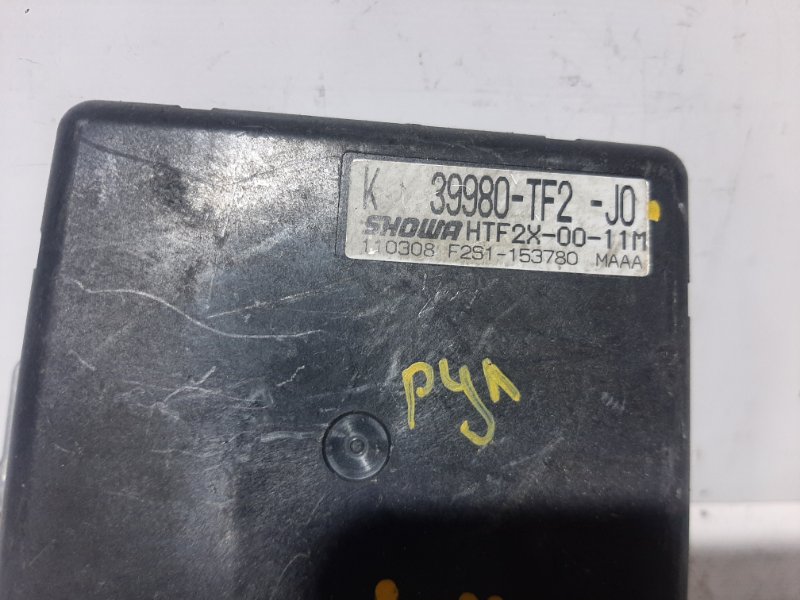 K 39980-TF2 -J0
SHOWA HTF2X-00-11M
110308 F2S1-153780 MAAA
рул